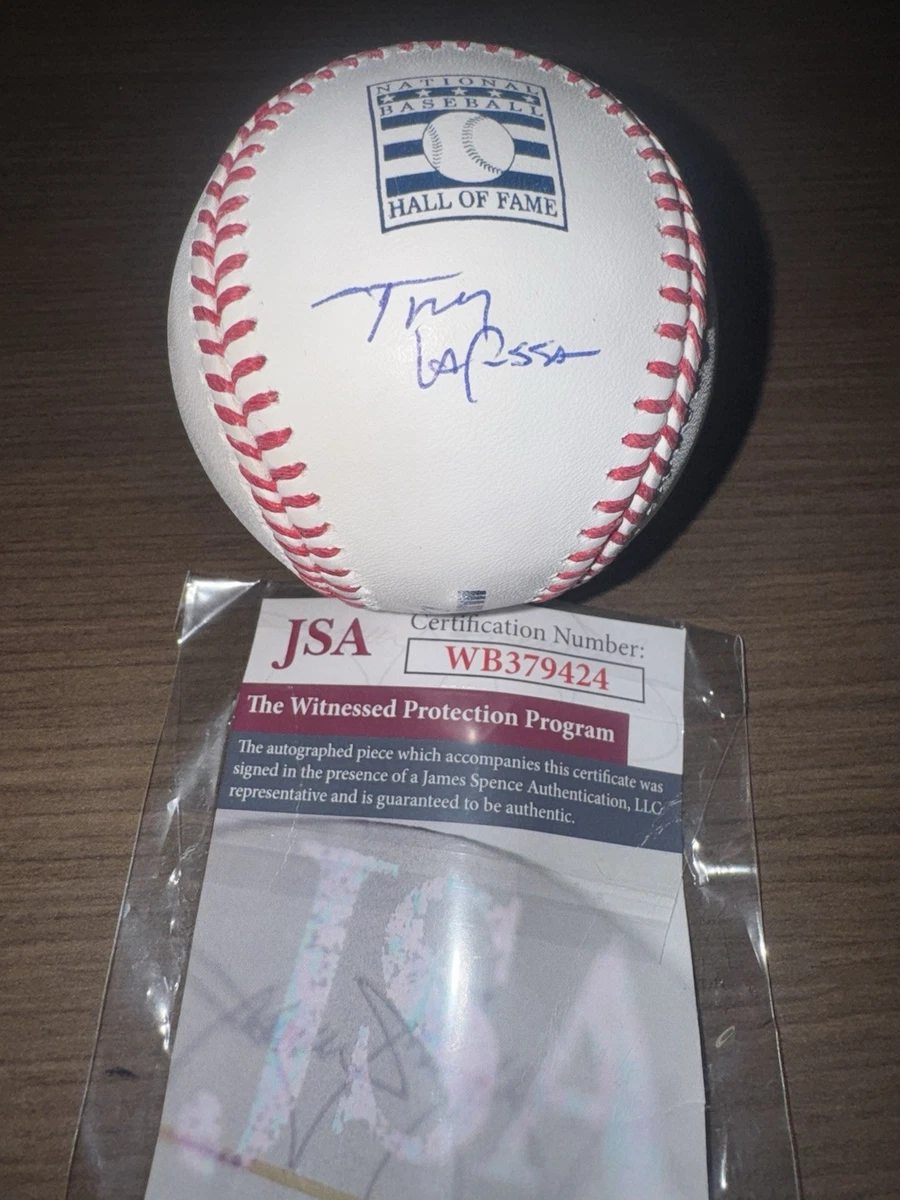 NATIONAL
BASEBALL
HALL OF FAME
Tony
LaRussa
JSA
Certification Number:
WB379424
The Witnessed Protection Program
The autographed piece which accompanies this certificate was
signed in the presence of a James Spence Authentication, LLC
representative and is guaranteed to be authentic.
JSA